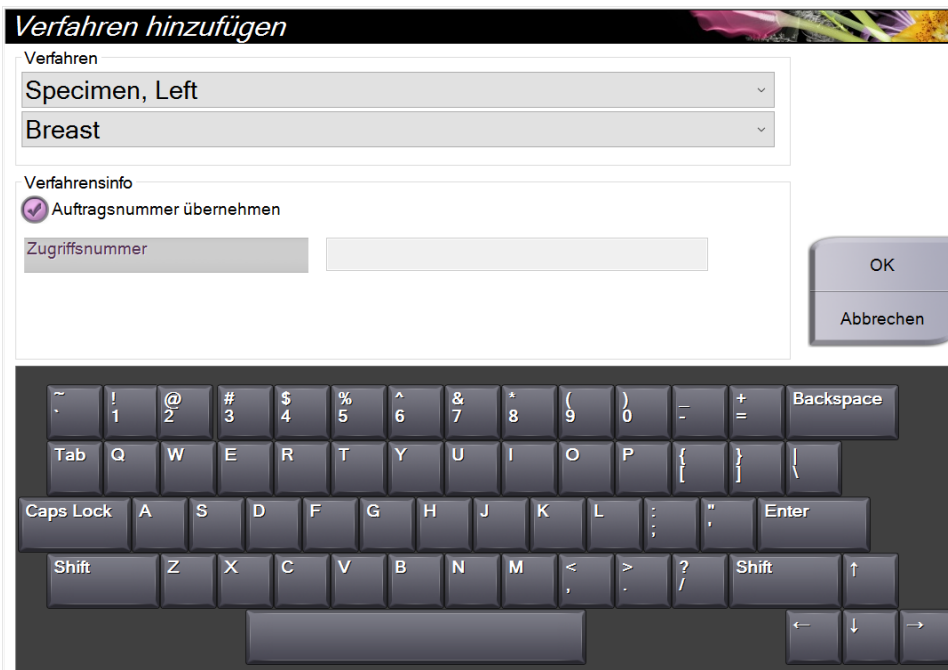 Verfahren hinzufügen
Verfahren
Specimen, Left
Breast
Verfahrensinfo
Auftragsnummer übernehmen
Zugriffsnummer
OK
Abbrechen
~ ! @ # $ % ^ & * ( ) _ + Backspace
` 1 2 3 4 5 6 7 8 9 0 - =
Tab Q W E R T Y U I O P { } |
[ ] \
Caps Lock A S D F G H J K L : " Enter
; '
Shift Z X C V B N M < > ? Shift ↑
, . /
← ↓ →